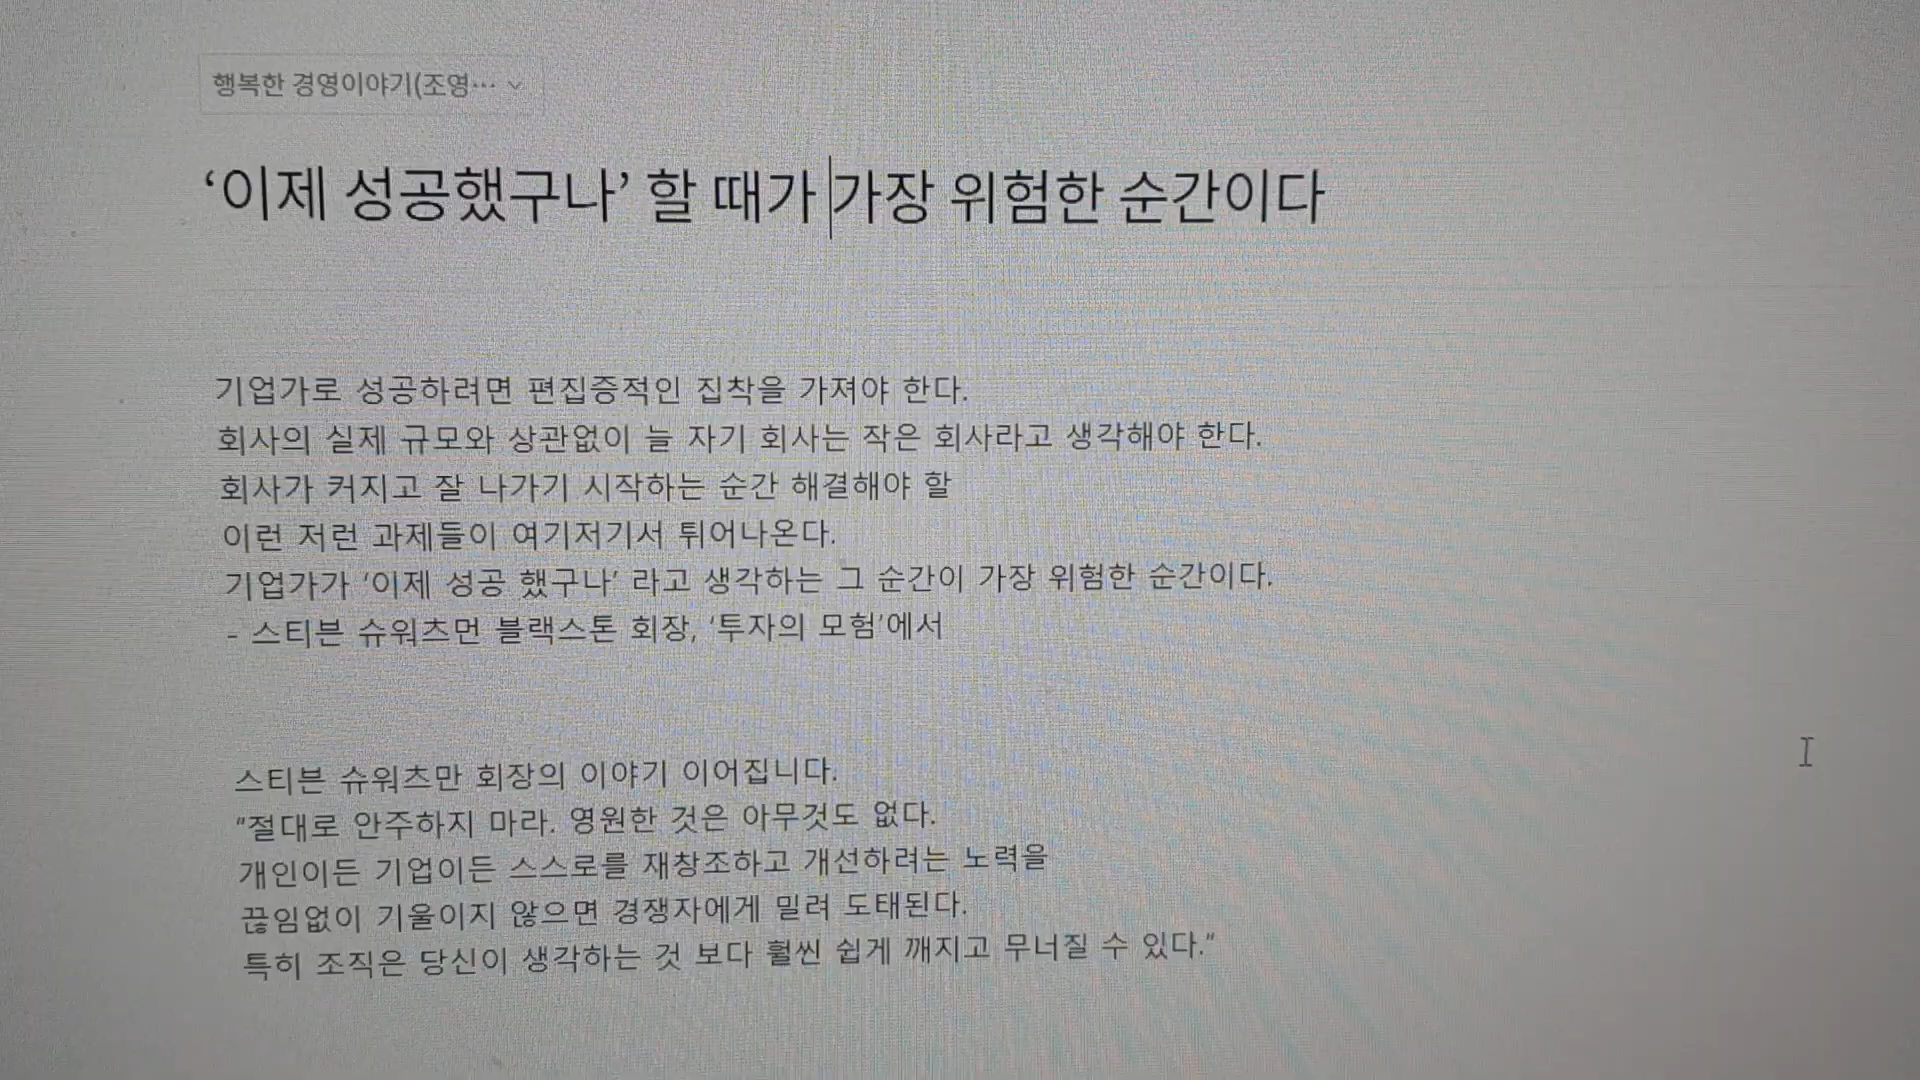 행복한 경영이야기(조영…
‘이제 성공했구나’ 할 때가 가장 위험한 순간이다
기업가로 성공하려면 편집증적인 집착을 가져야 한다.
회사의 실제 규모와 상관없이 늘 자기 회사는 작은 회사라고 생각해야 한다.
회사가 커지고 잘 나가기 시작하는 순간 해결해야 할
이런 저런 과제들이 여기저기서 튀어나온다.
기업가가 ‘이제 성공 했구나’ 라고 생각하는 그 순간이 가장 위험한 순간이다.
- 스티븐 슈워츠먼 블랙스톤 회장, ‘투자의 모험’에서
스티븐 슈워츠만 회장의 이야기 이어집니다.
“절대로 안주하지 마라. 영원한 것은 아무것도 없다.
개인이든 기업이든 스스로를 재창조하고 개선하려는 노력을
끊임없이 기울이지 않으면 경쟁자에게 밀려 도태된다.
특히 조직은 당신이 생각하는 것 보다 훨씬 쉽게 깨지고 무너질 수 있다.”